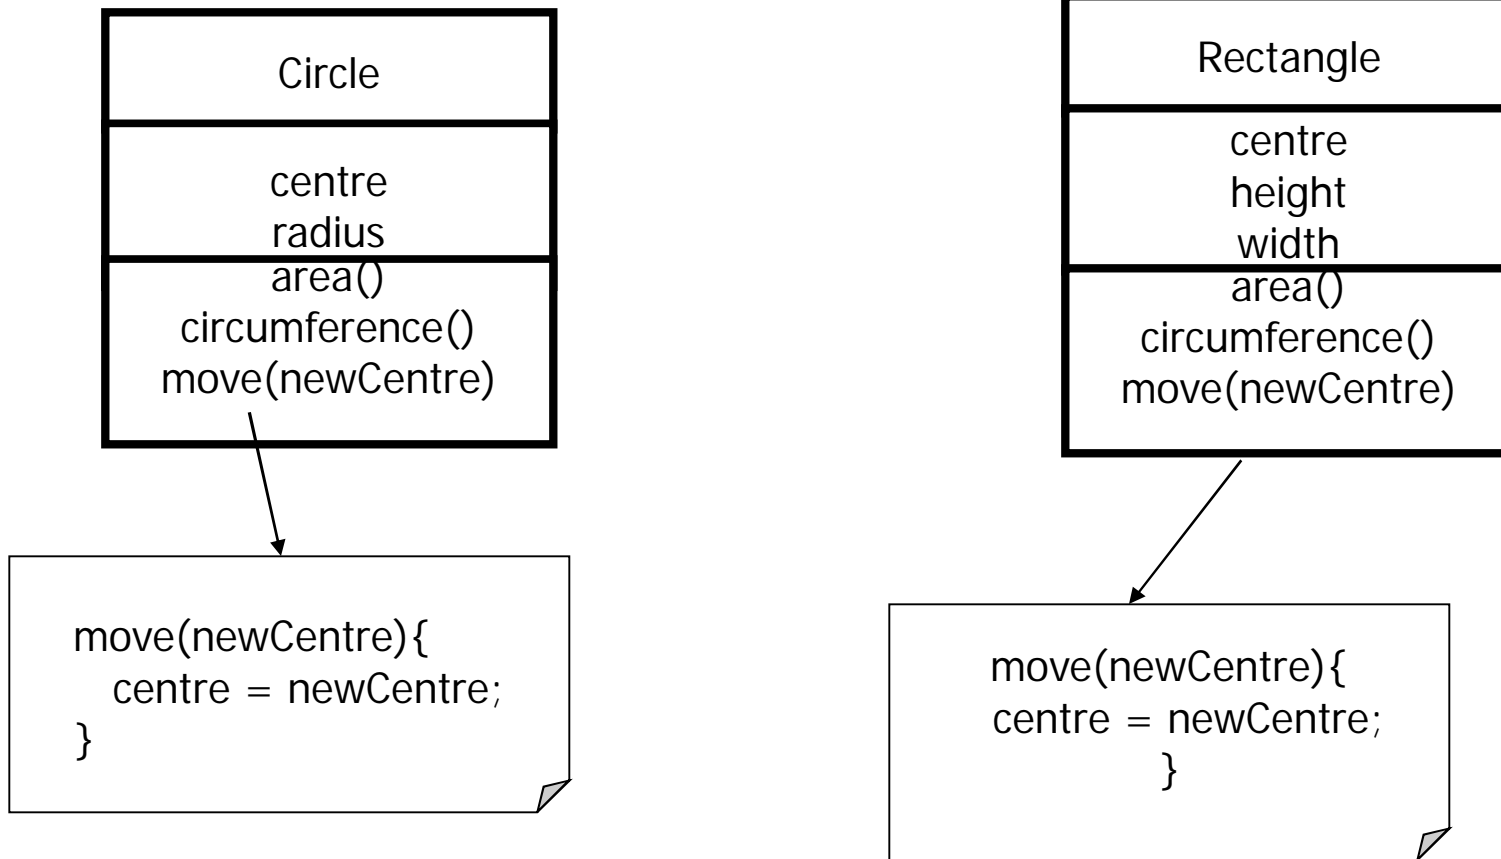 Circle
centre
radius
area()
circumference()
move(newCentre)
move(newCentre){
centre = newCentre;
}
Rectangle
centre
height
width
area()
circumference()
move(newCentre)
move(newCentre){
centre = newCentre;
}